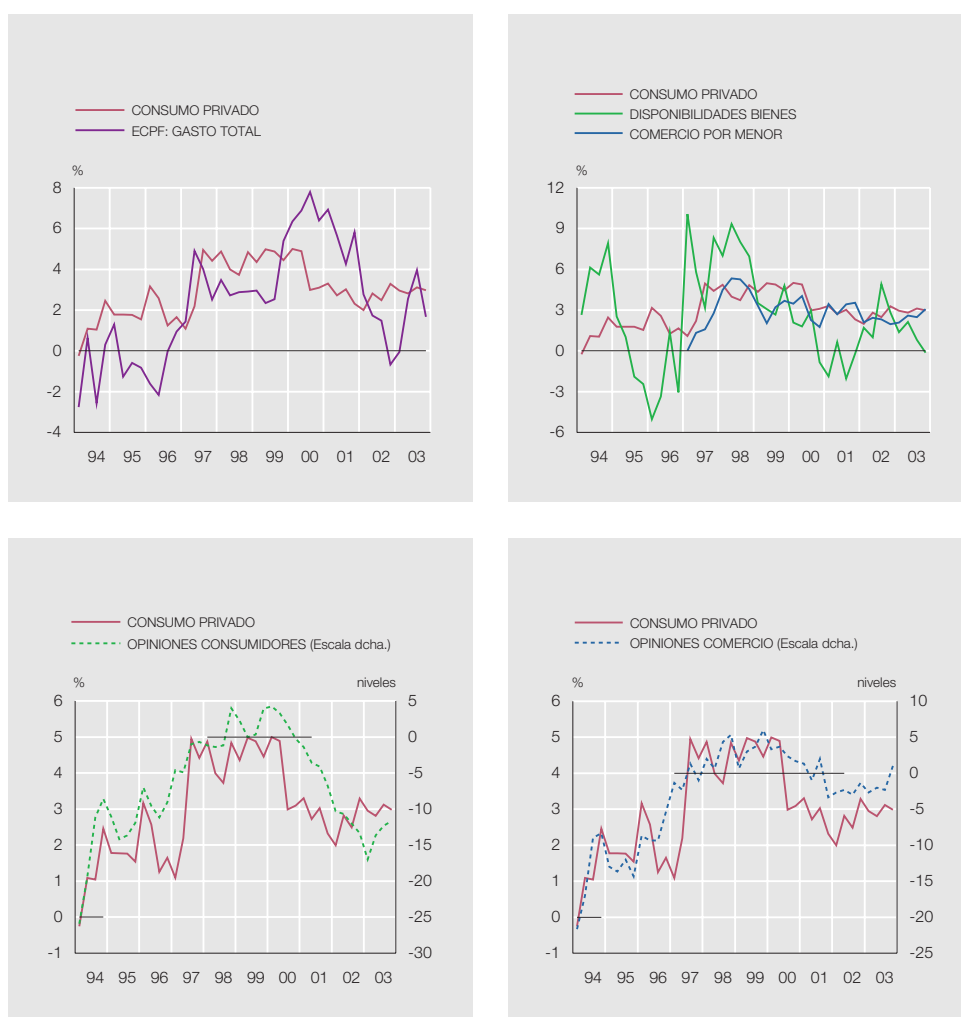 CONSUMO PRIVADO
ECPF: GASTO TOTAL
%
8
6
4
2
0
-2
-4
94 95 96 97 98 99 00 01 02 03
CONSUMO PRIVADO
DISPONIBILIDADES BIENES
COMERCIO POR MENOR
%
12
9
6
3
0
-3
-6
94 95 96 97 98 99 00 01 02 03
CONSUMO PRIVADO
OPINIONES CONSUMIDORES (Escala dcha.)
% niveles
6 5
5 0
4 -5
3 -10
2 -15
1 -20
0 -25
-1 -30
94 95 96 97 98 99 00 01 02 03
CONSUMO PRIVADO
OPINIONES COMERCIO (Escala dcha.)
% niveles
6 10
5 5
4 0
3 -5
2 -10
1 -15
0 -20
-1 -25
94 95 96 97 98 99 00 01 02 03